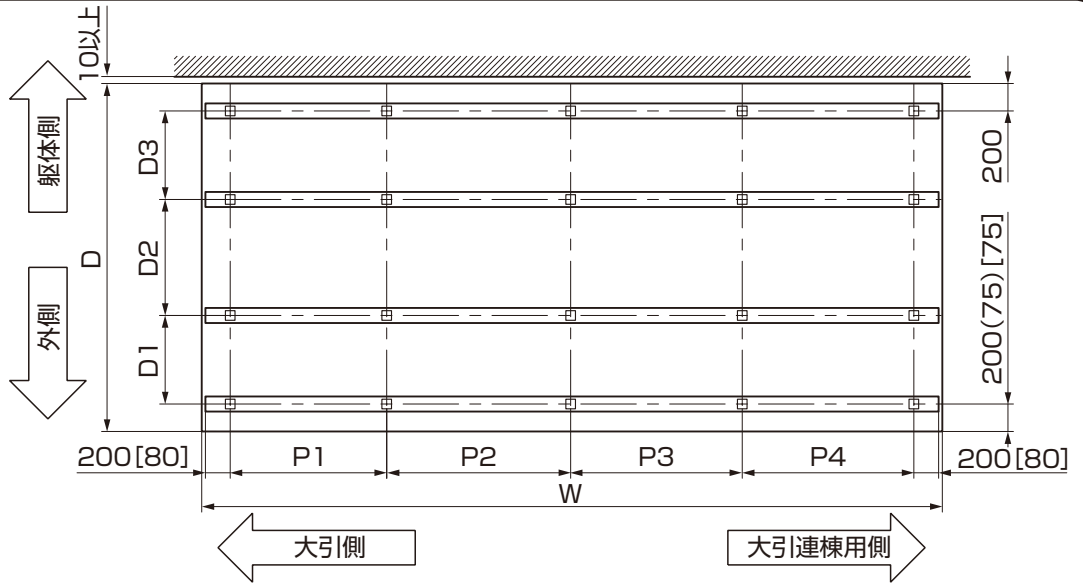 10以上
躯体側
D3
200
D
D2
外側
D1
200(75)[75]
200[80]
P1
P2
P3
P4
200[80]
W
大引側
大引連棟用側